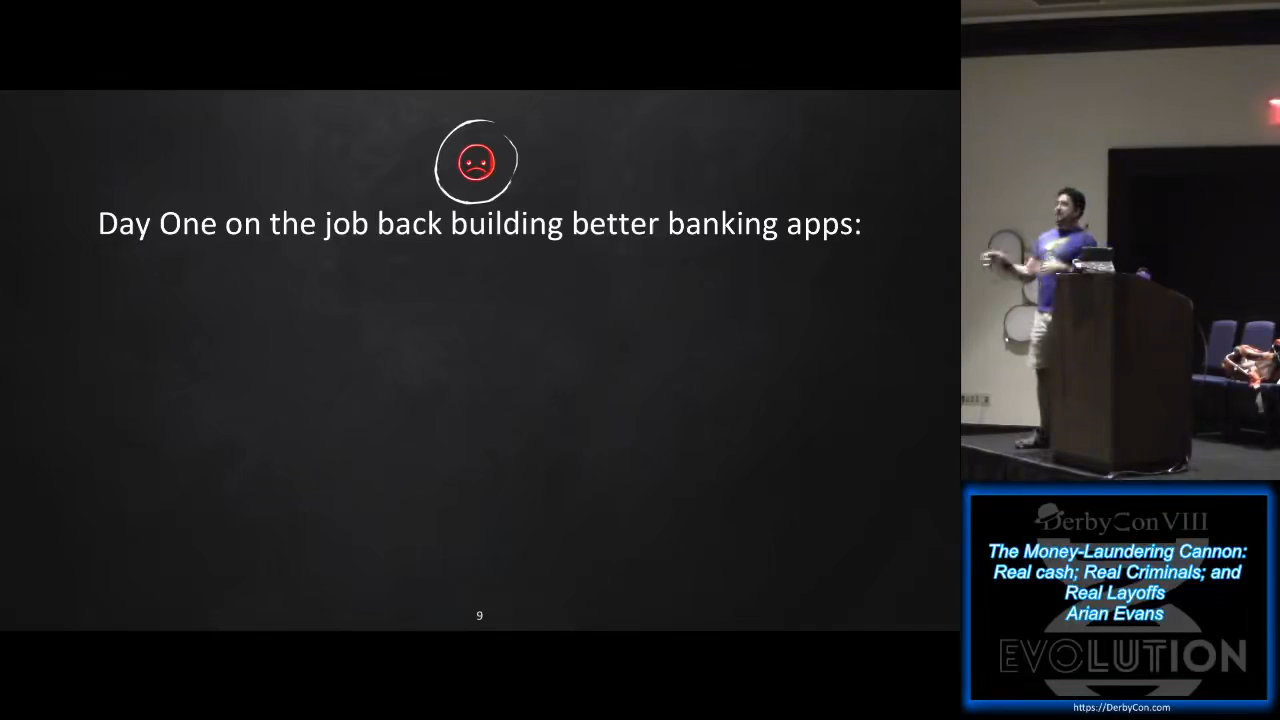 Day One on the job back building better banking apps:
9
DerbyCon VIII
The Money-Laundering Cannon:
Real cash; Real Criminals; and
Real Layoffs
Arian Evans
EVOLUTION
https://DerbyCon.com